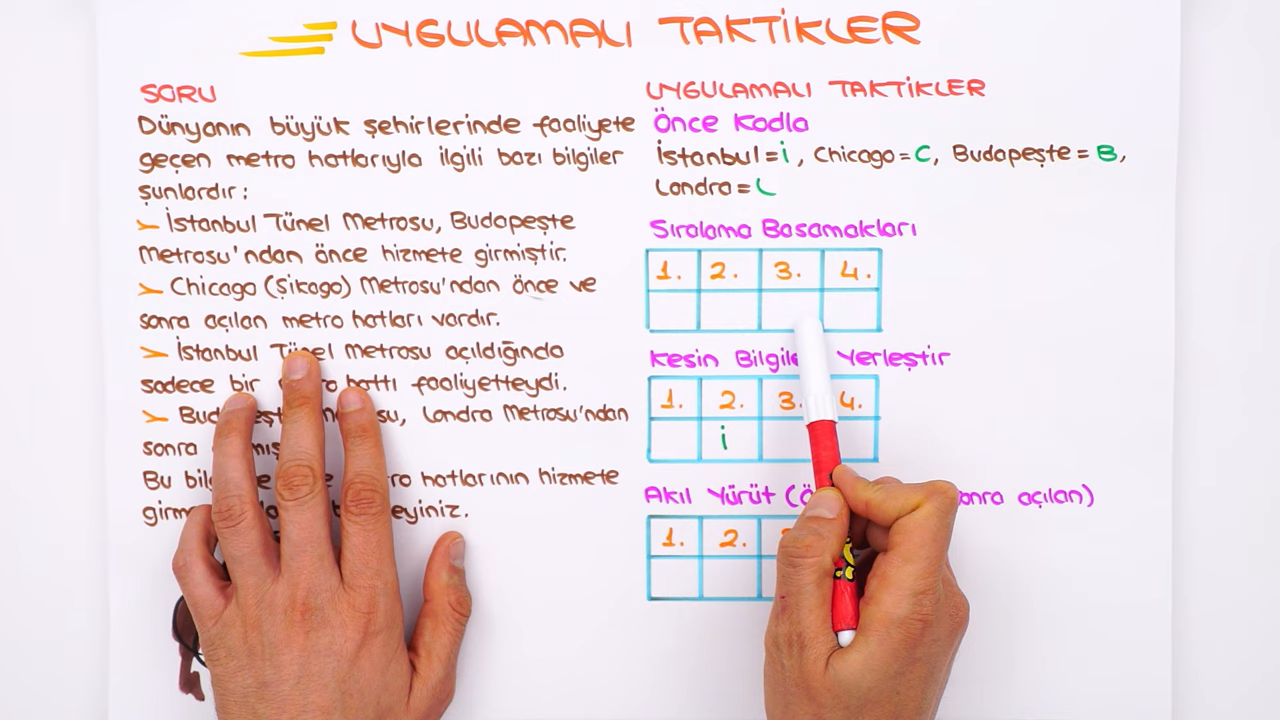 UYGULAMALI TAKTİKLER
SORU
Dünyanın büyük şehirlerinde faaliyete
geçen metro hatlarıyla ilgili bazı bilgiler
şunlardır:
➢ İstanbul Tünel Metrosu, Budapeşte
Metrosu'ndan önce hizmete girmiştir.
➢ Chicago (Şikago) Metrosu'ndan önce ve
sonra açılan metro hatları vardır.
➢ İstanbul Tünel Metrosu açıldığında
sadece bir hattı faaliyetteydi.
➢ Londra Metrosu'ndan
sonra
Bu hatlarının hizmete
UYGULAMALI TAKTİKLER
Önce Kodla
İstanbul=İ, Chicago=C, Budapeşte=B,
Londra=L
Sıralama Basamakları
1. 2. 3. 4.
Kesin Bilgileri Yerleştir
1. 2. 3. 4.
İ
Akıl Yürüt açılan)
1. 2.